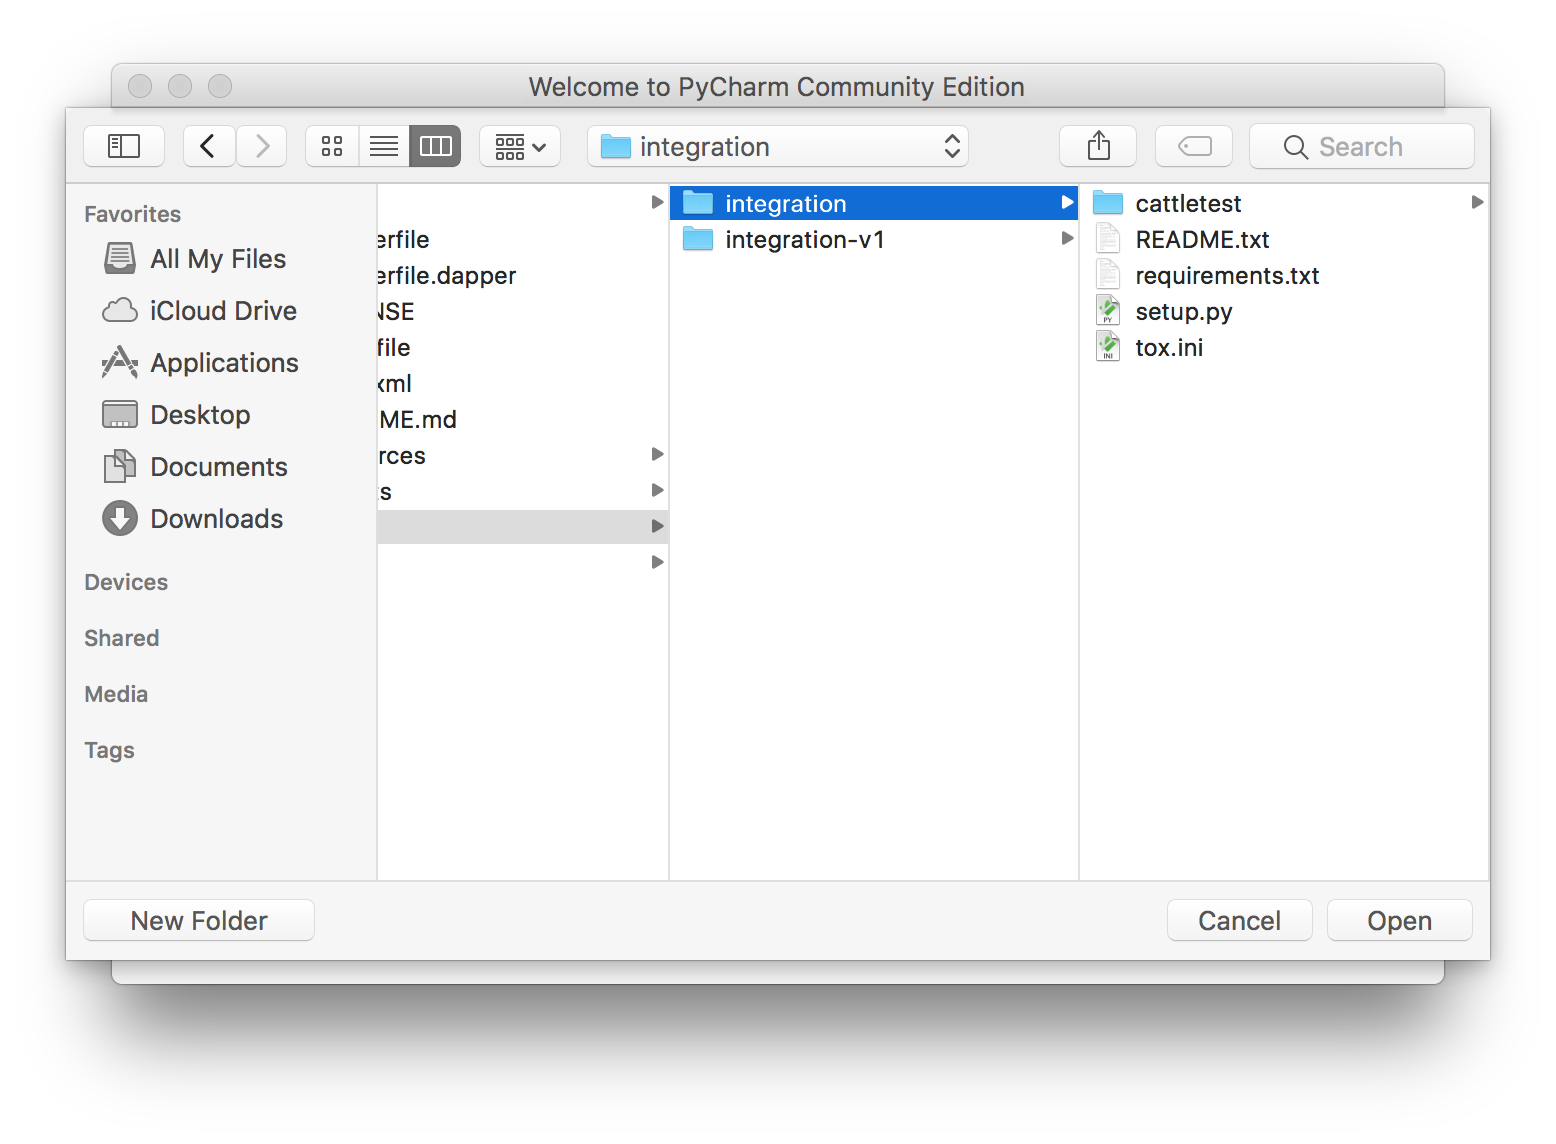 Welcome to PyCharm Community Edition
integration
Search
Favorites
All My Files
iCloud Drive
Applications
Desktop
Documents
Downloads
Devices
Shared
Media
Tags
erfile
erfile.dapper
NSE
file
xml
ME.md
rces
s
integration
integration-v1
cattletest
README.txt
requirements.txt
PY
setup.py
INI
tox.ini
New Folder
Cancel
Open